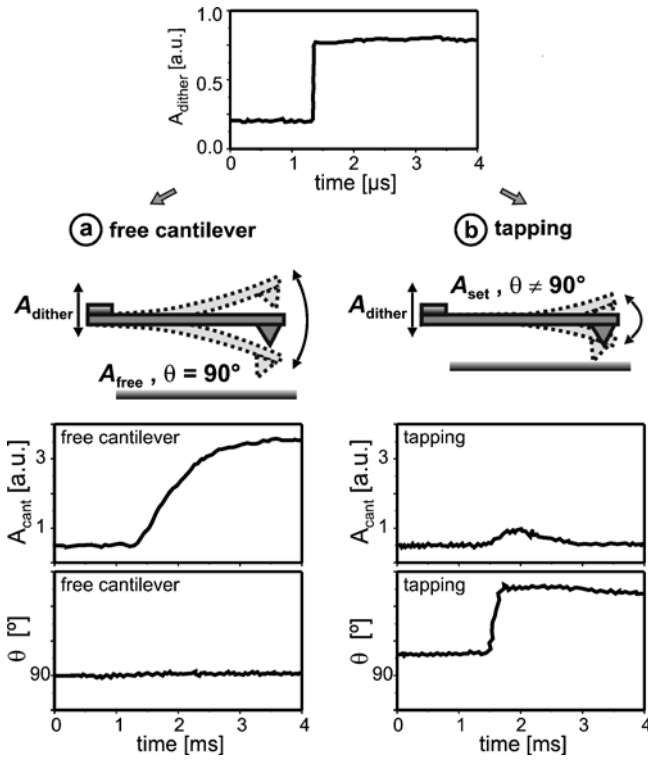 1.0
0.5
0.0
A_dither [a.u.]
0 1 2 3 4
time [µs]
a free cantilever
b tapping
A_dither
A_free , θ = 90°
A_dither
A_set , θ ≠ 90°
free cantilever
3
1
A_cant [a.u.]
free cantilever
90
θ [º]
0 1 2 3 4
time [ms]
tapping
3
1
A_cant [a.u.]
tapping
90
θ [º]
0 1 2 3 4
time [ms]